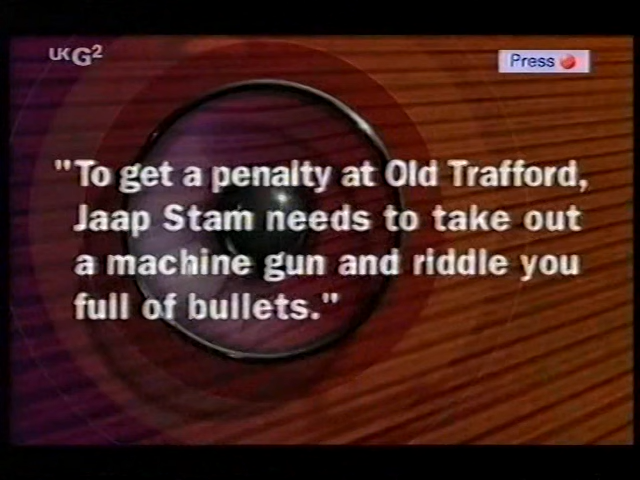 UKG2
Press
"To get a penalty at Old Trafford,
Jaap Stam needs to take out
a machine gun and riddle you
full of bullets."